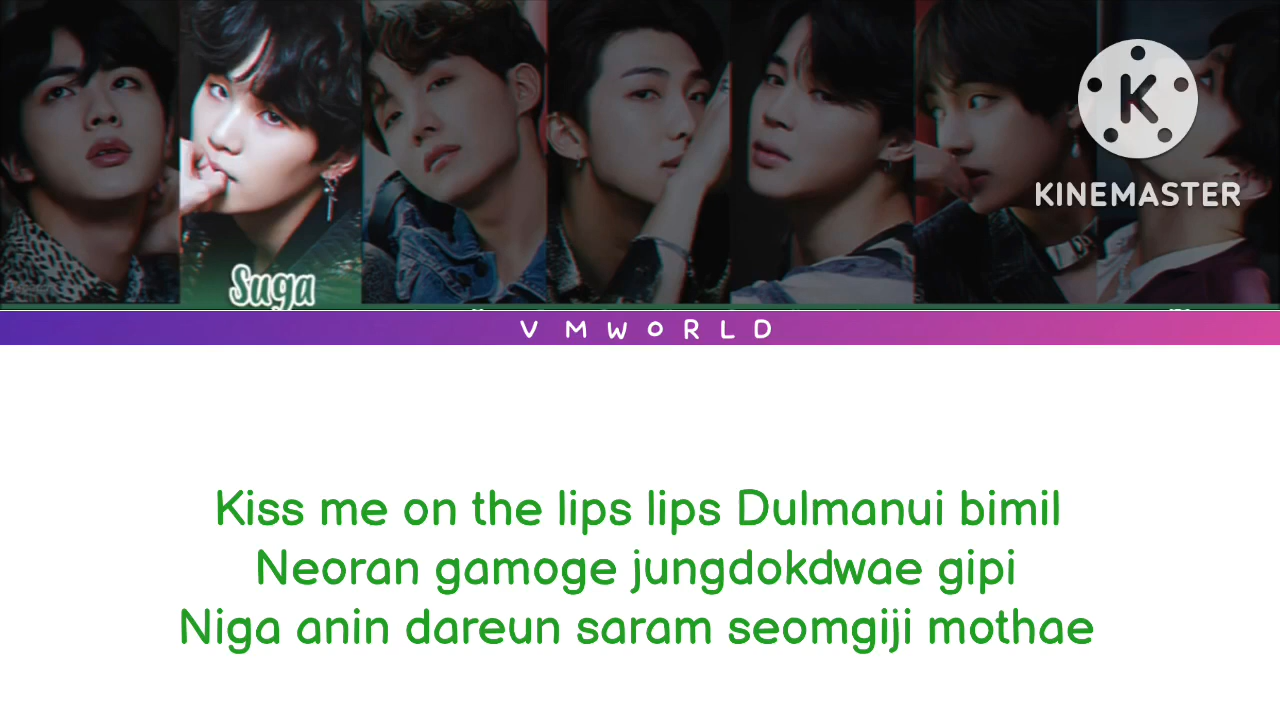 KINEMASTER
Suga
VMWORLD
Kiss me on the lips lips Dulmanui bimil
Neoran gamoge jungdokdwae gipi
Niga anin dareun saram seomgiji mothae